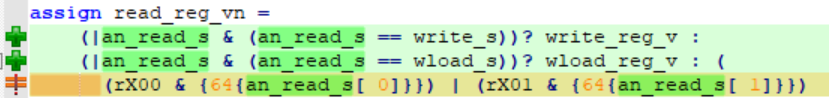 assign read_reg_vn =
(|an_read_s & (an_read_s == write_s))? write_reg_v :
(|an_read_s & (an_read_s == wload_s))? wload_reg_v : (
(rX00 & {64{an_read_s[ 0]}}) | (rX01 & {64{an_read_s[ 1]}})